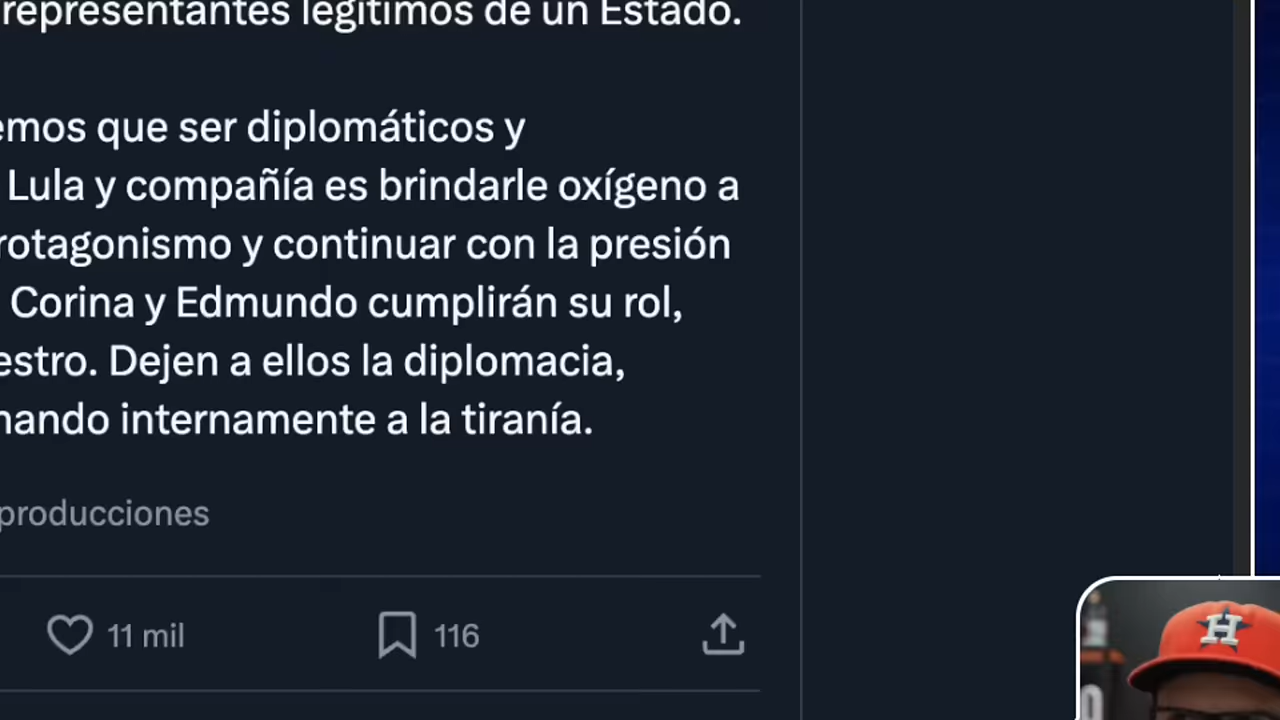 representantes legítimos de un Estado.
emos que ser diplomáticos y
Lula y compañía es brindarle oxígeno a
rotagonismo y continuar con la presión
Corina y Edmundo cumplirán su rol,
estro. Dejen a ellos la diplomacia,
nando internamente a la tiranía.
producciones
11 mil
116
H